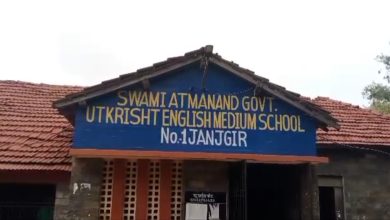 SWAMI ATMANAND GOVT.
UTKRISHT ENGLISH MEDIUM SCHOOL
No.1 JANJGIR